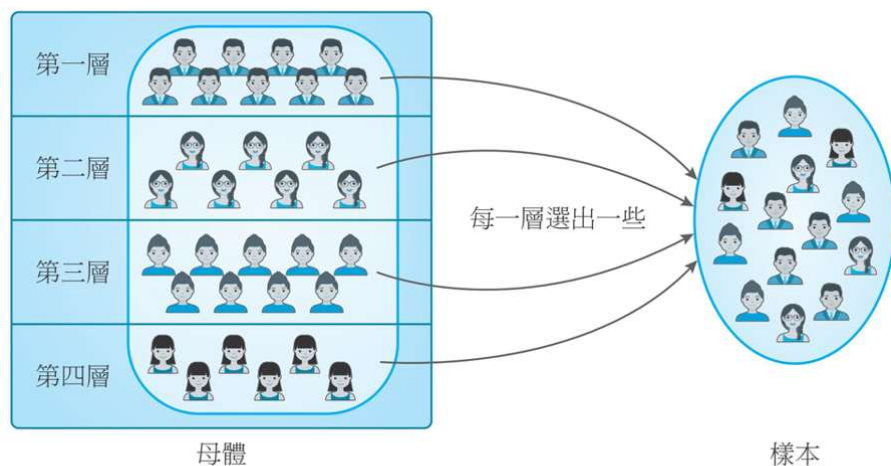 第一層
第二層
每一層選出一些
第三層
第四層
母體
樣本